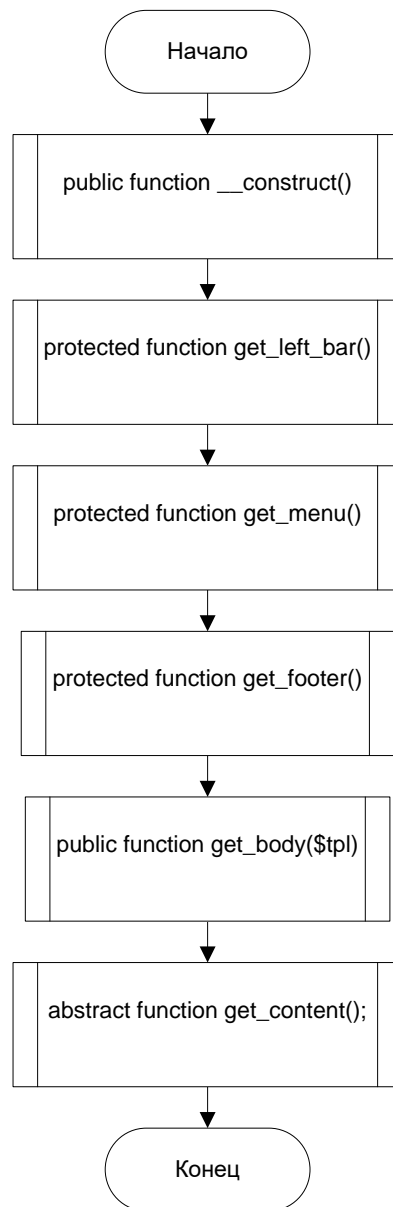 Начало
public function __construct()
protected function get_left_bar()
protected function get_menu()
protected function get_footer()
public function get_body($tpl)
abstract function get_content();
Конец